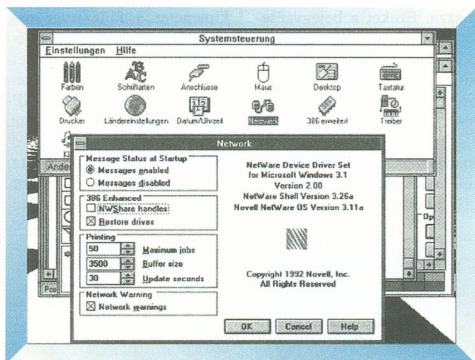 Systemsteuerung
Einstellungen Hilfe
Farben Schriftarten Anschlüsse Maus Desktop Tastatur
Drucker Ländereinstellungen Datum/Uhrzeit Netzwerk 386 erweitert Treiber
Network
Message Status at Startup
Messages enabled
Messages disabled
386 Enhanced
NWShare handles
Restore drives
Printing
50 Maximum jobs
3500 Buffer size
30 Update seconds
Network Warning
Network warnings
NetWare Device Driver Set
for Microsoft Windows 3.1
Version 2.00
NetWare Shell Version 3.26a
Novell NetWare OS Version 3.11a
Copyright 1992 Novell, Inc.
All Rights Reserved
OK Cancel Help